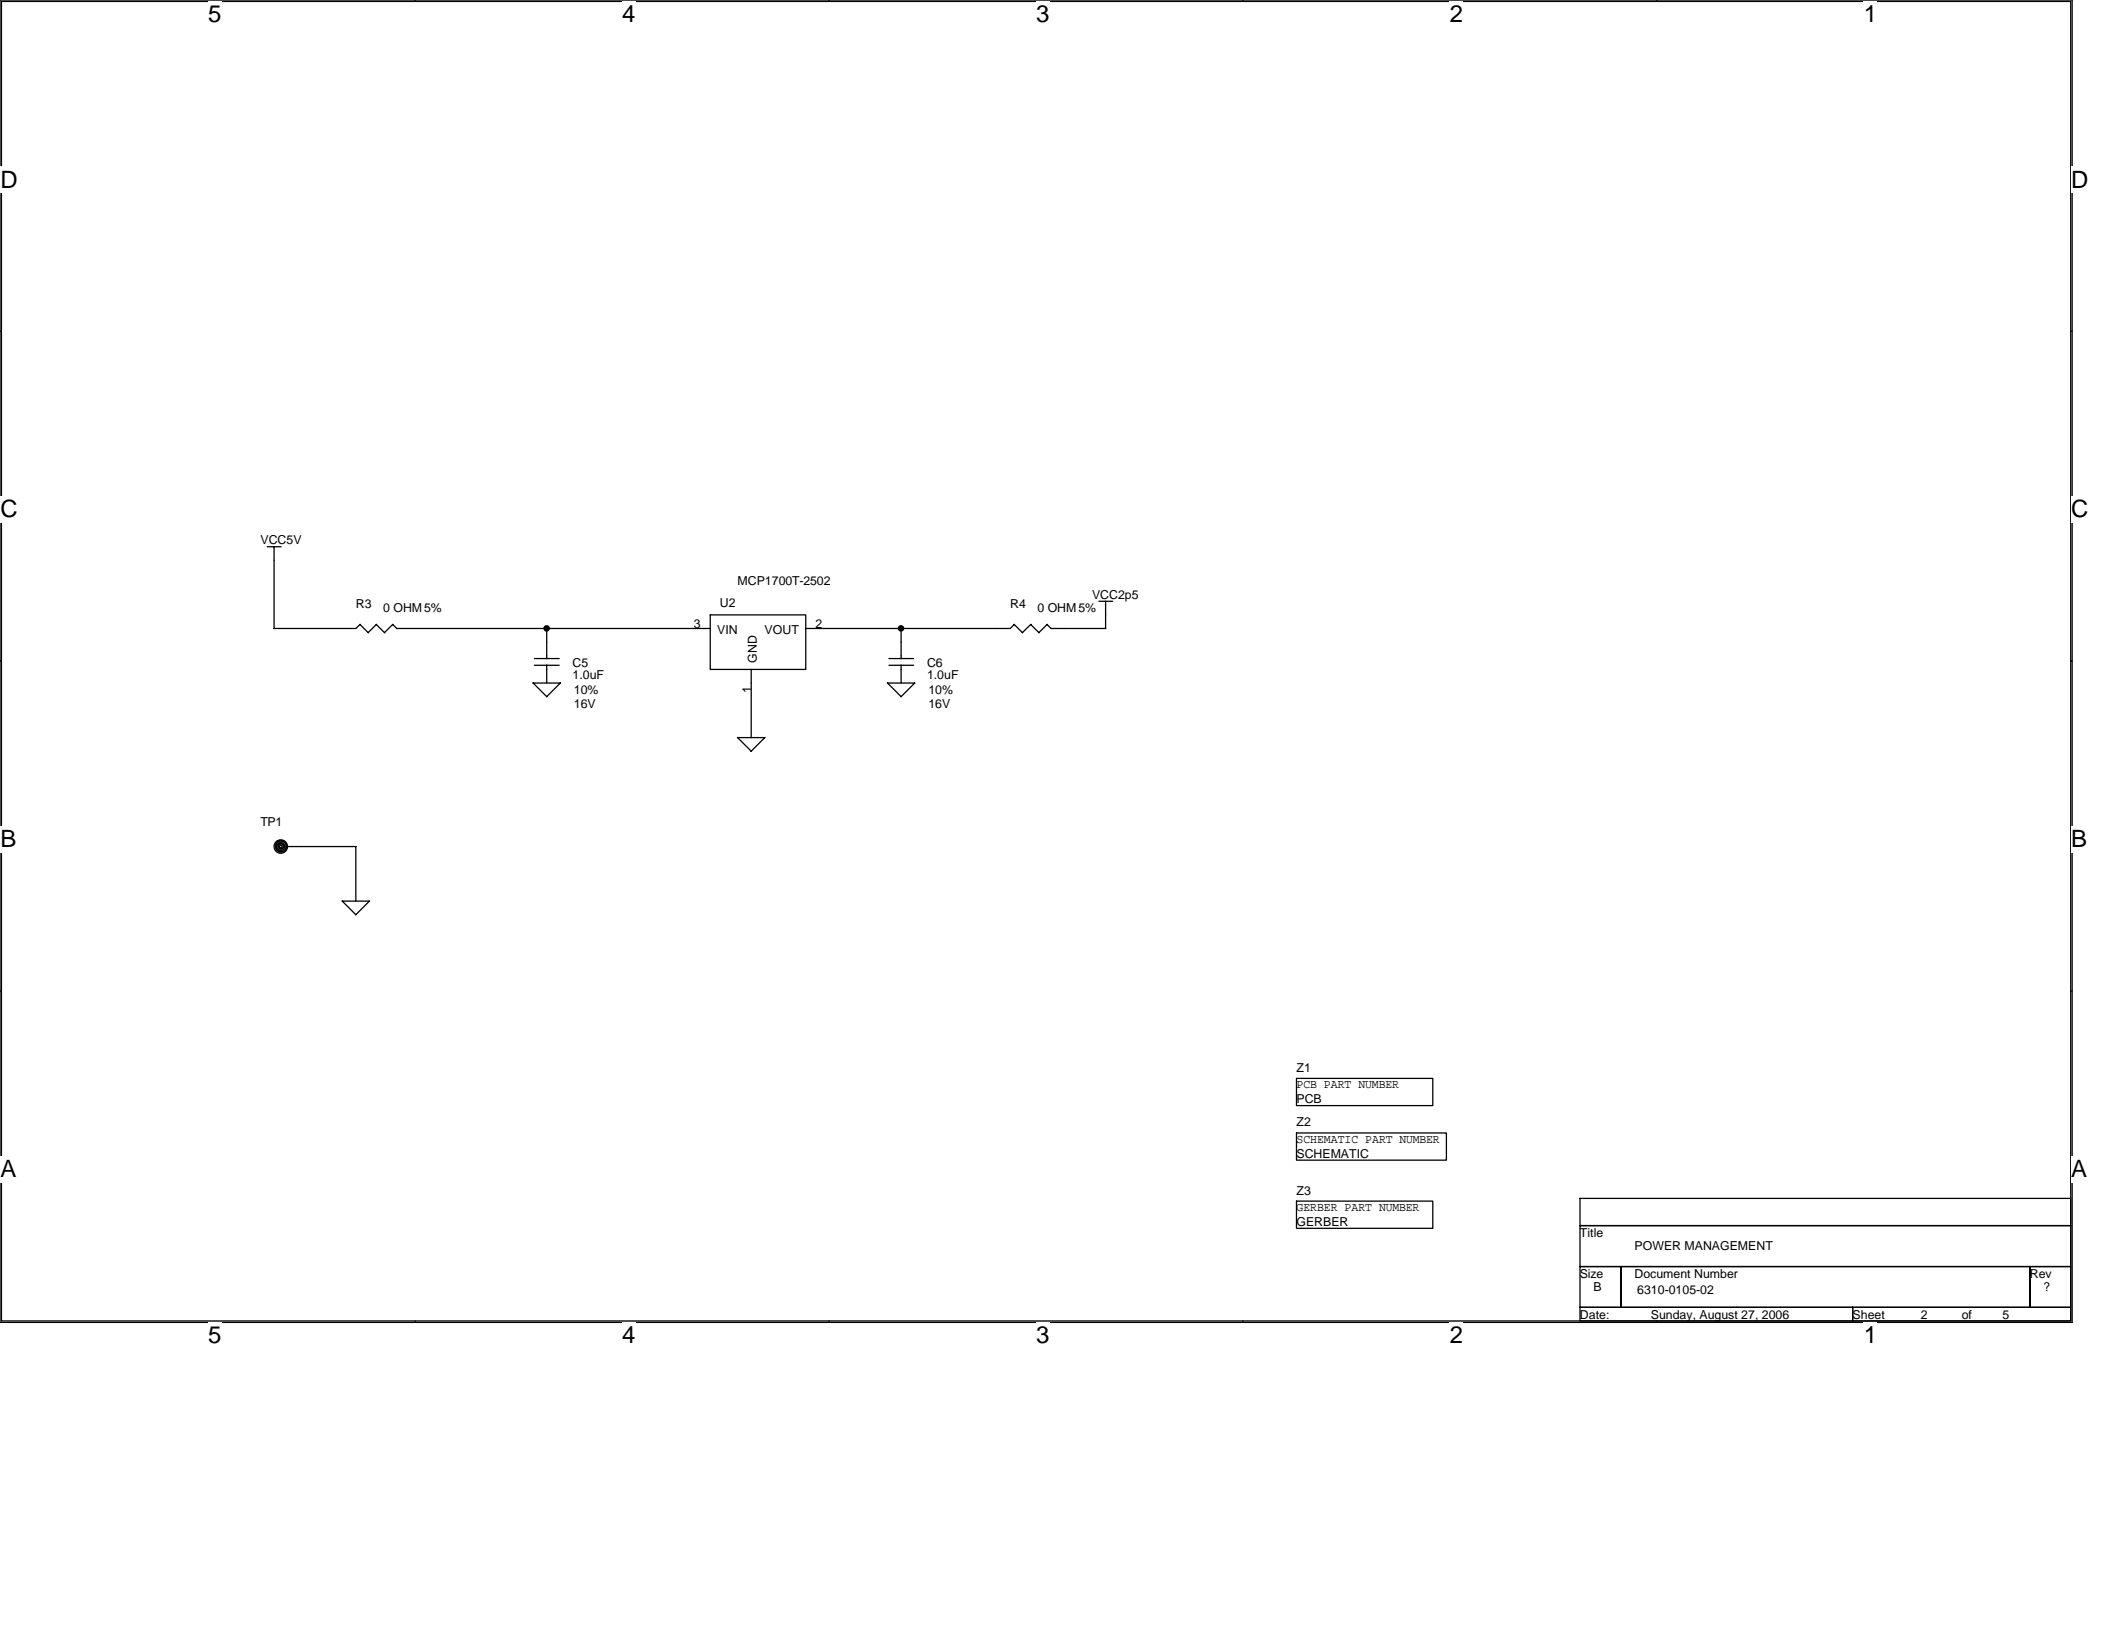 5 4 3 2 1
D D
C C
VCC5V
MCP1700T-2502
VCC2p5
R3 0 OHM 5%
U2
R4 0 OHM 5%
3 VIN VOUT 2
GND
1
C5
1.0uF
10%
16V
C6
1.0uF
10%
16V
TP1
B B
Z1
PCB PART NUMBER
PCB
Z2
SCHEMATIC PART NUMBER
SCHEMATIC
A A
Z3
GERBER PART NUMBER
GERBER
Title
POWER MANAGEMENT
Size Document Number Rev
B 6310-0105-02 ?
Date: Sunday, August 27, 2006 Sheet 2 of 5
5 4 3 2 1